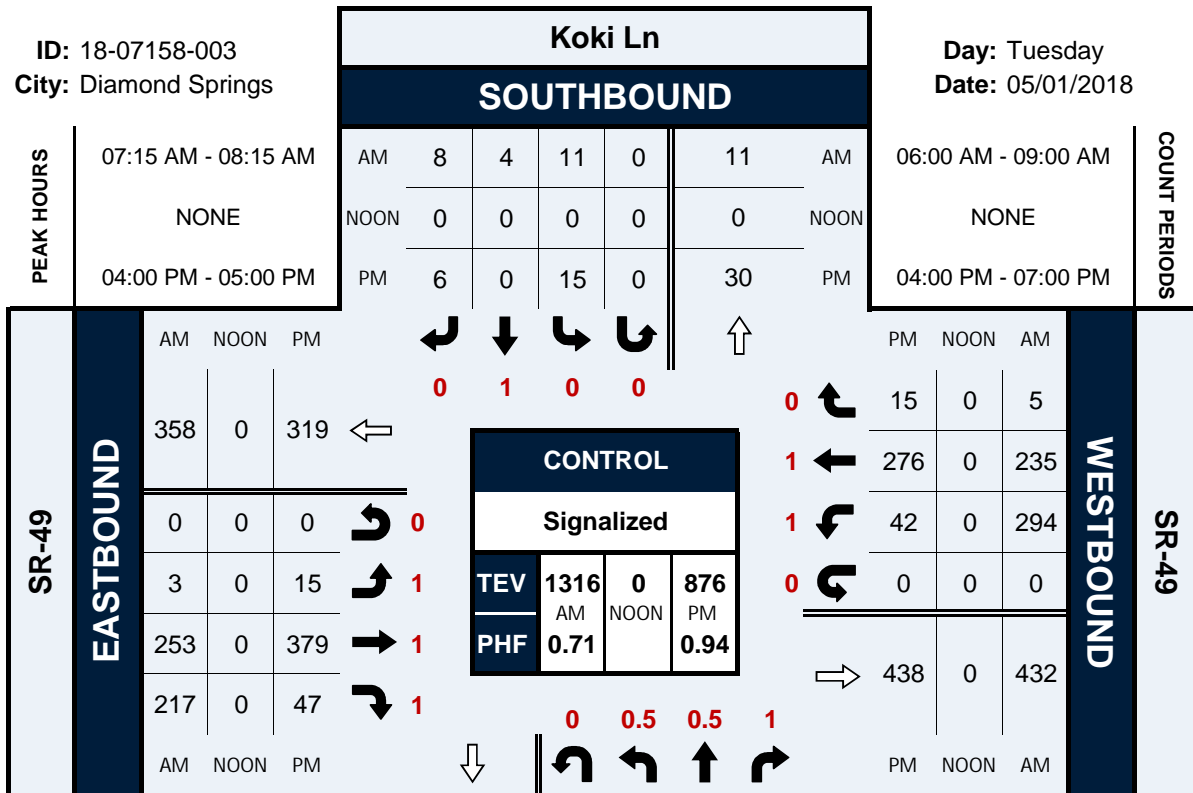 ID: 18-07158-003
City: Diamond Springs
Koki Ln
SOUTHBOUND
Day: Tuesday
Date: 05/01/2018
PEAK HOURS
07:15 AM - 08:15 AM
NONE
04:00 PM - 05:00 PM
AM 8 4 11 0 11 AM
NOON 0 0 0 0 0 NOON
PM 6 0 15 0 30 PM
06:00 AM - 09:00 AM
NONE
04:00 PM - 07:00 PM
COUNT PERIODS
0 1 0 0
SR-49
EASTBOUND
AM NOON PM
358 0 319
0 0 0 0
3 0 15 1
253 0 379 1
217 0 47 1
AM NOON PM
CONTROL
Signalized
TEV 1316 0 876
AM NOON PM
PHF 0.71 0.94
PM NOON AM
0 15 0 5
1 276 0 235
1 42 0 294
0 0 0 0
438 0 432
PM NOON AM
WESTBOUND
SR-49
0 0.5 0.5 1